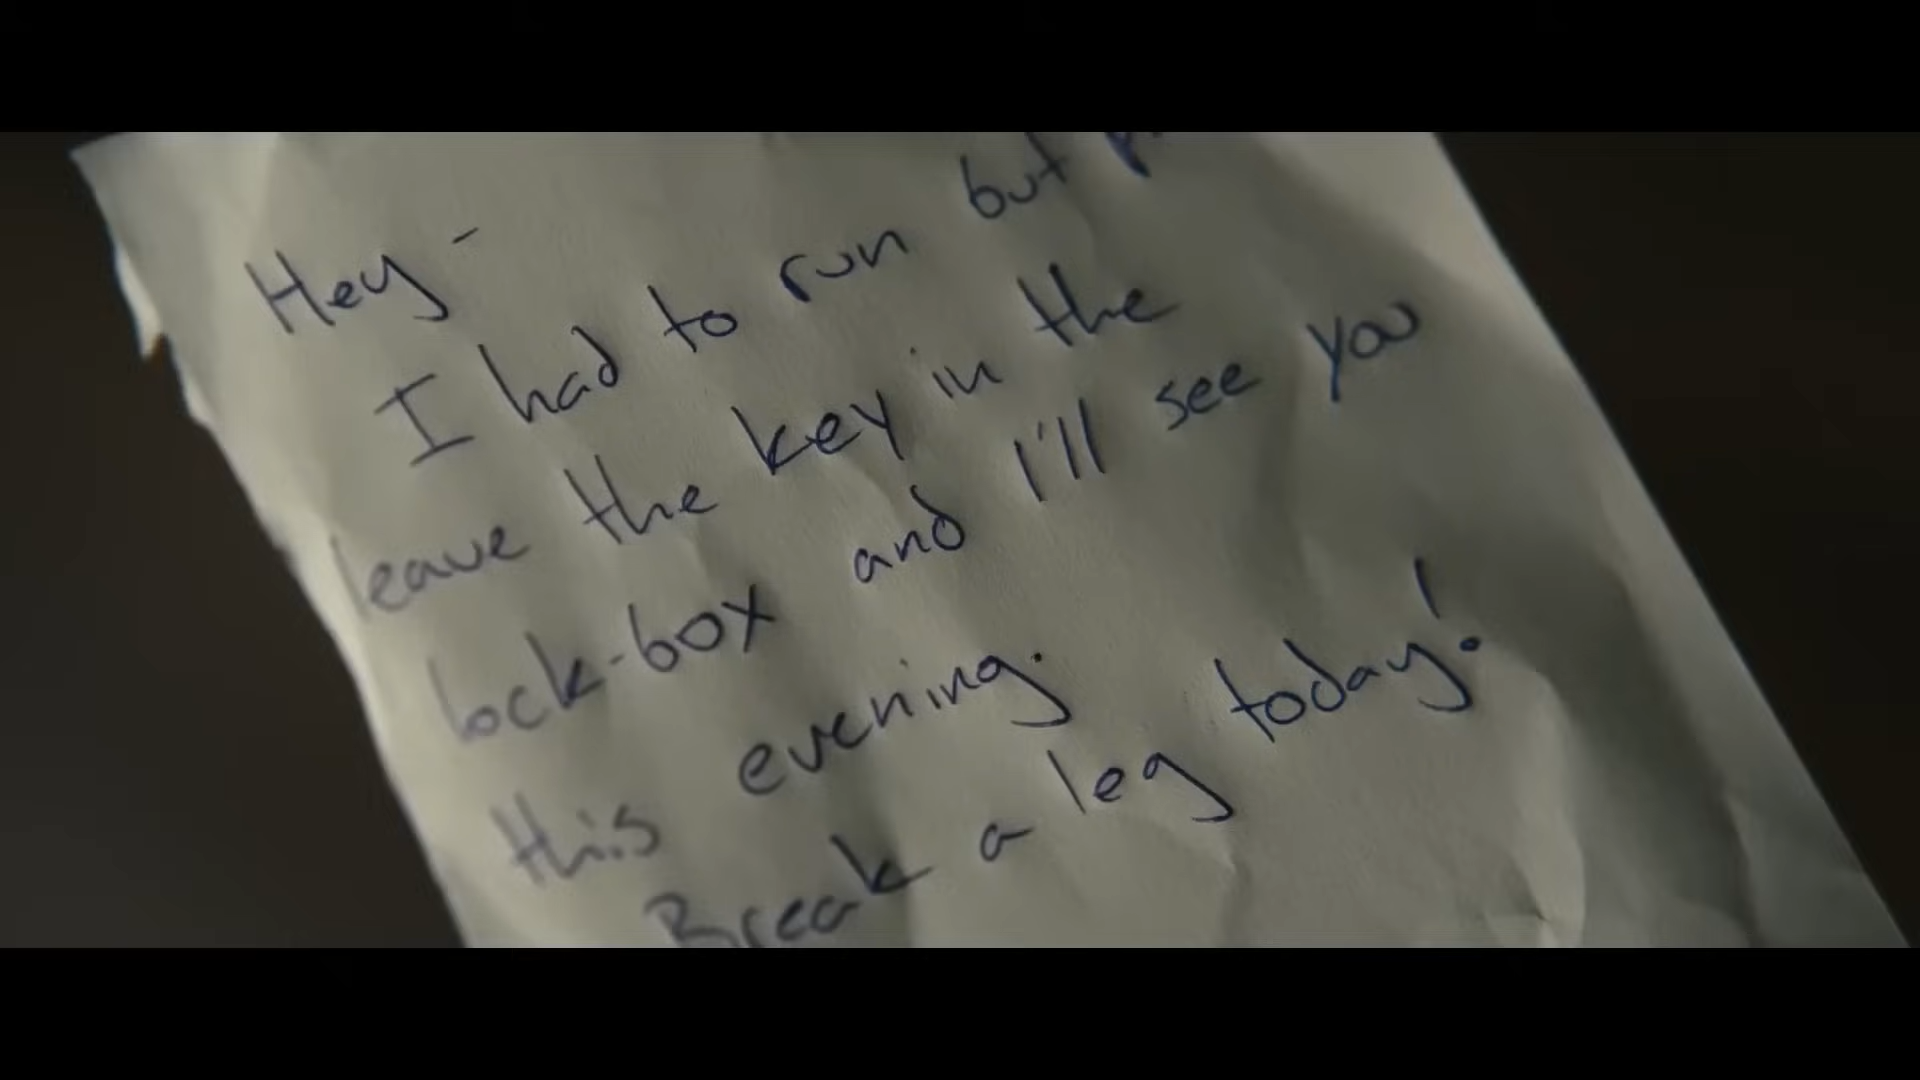 Hey -
I had to run but
leave the key in the
lock-box and I'll see you
this evening.
Break a leg today!